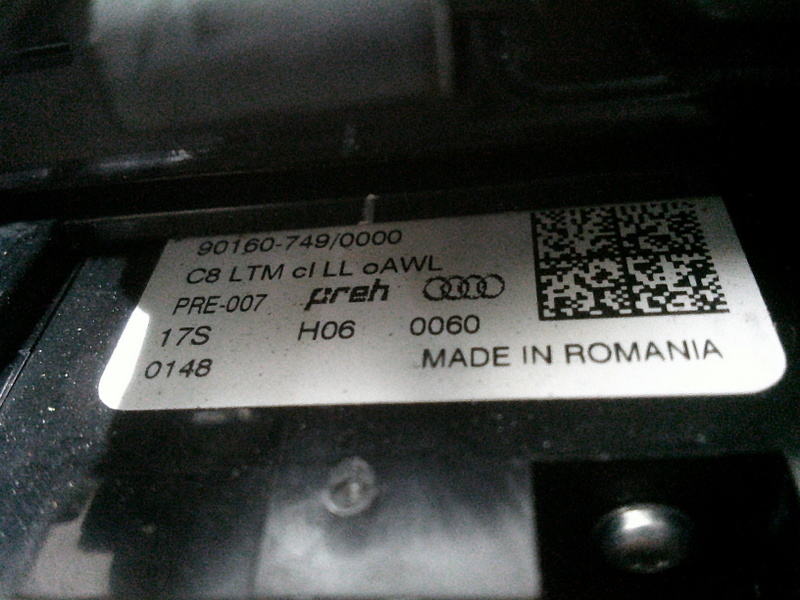 90160-749/0000
C8 LTM cl LL oAWL
PRE-007 preh
17S H06 0060
0148 MADE IN ROMANIA